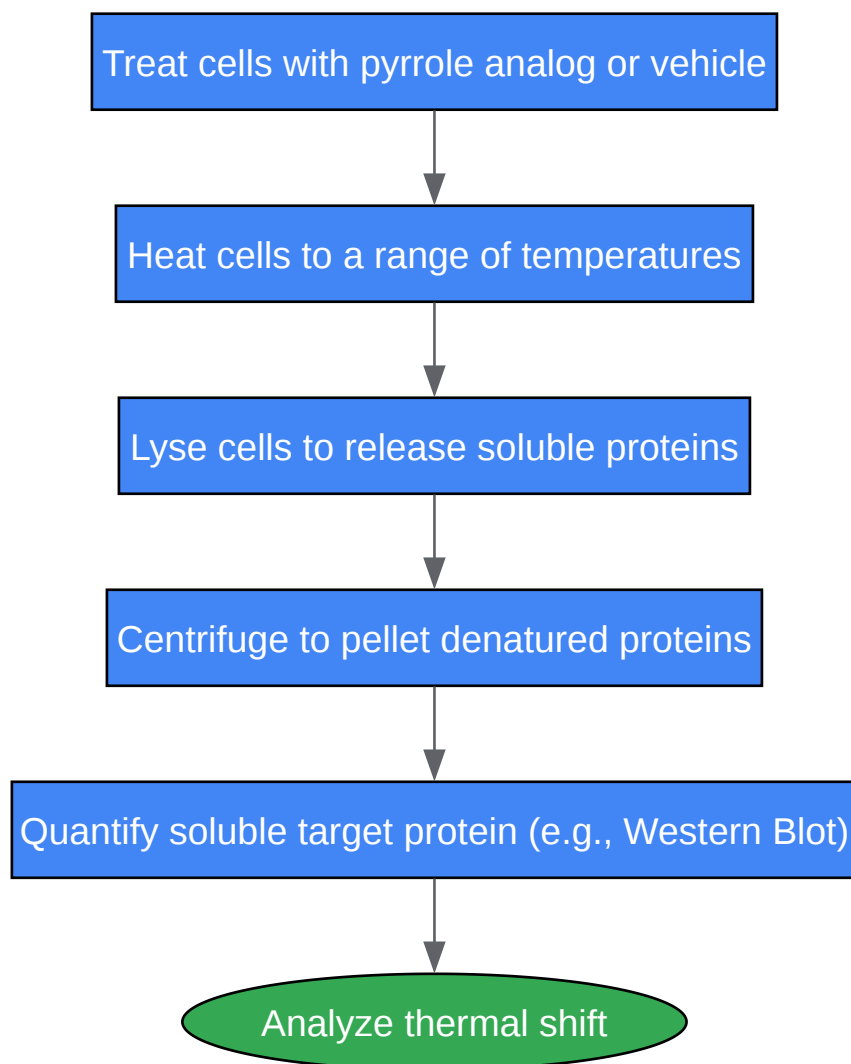 Treat cells with pyrrole analog or vehicle
Heat cells to a range of temperatures
Lyse cells to release soluble proteins
Centrifuge to pellet denatured proteins
Quantify soluble target protein (e.g., Western Blot)
Analyze thermal shift